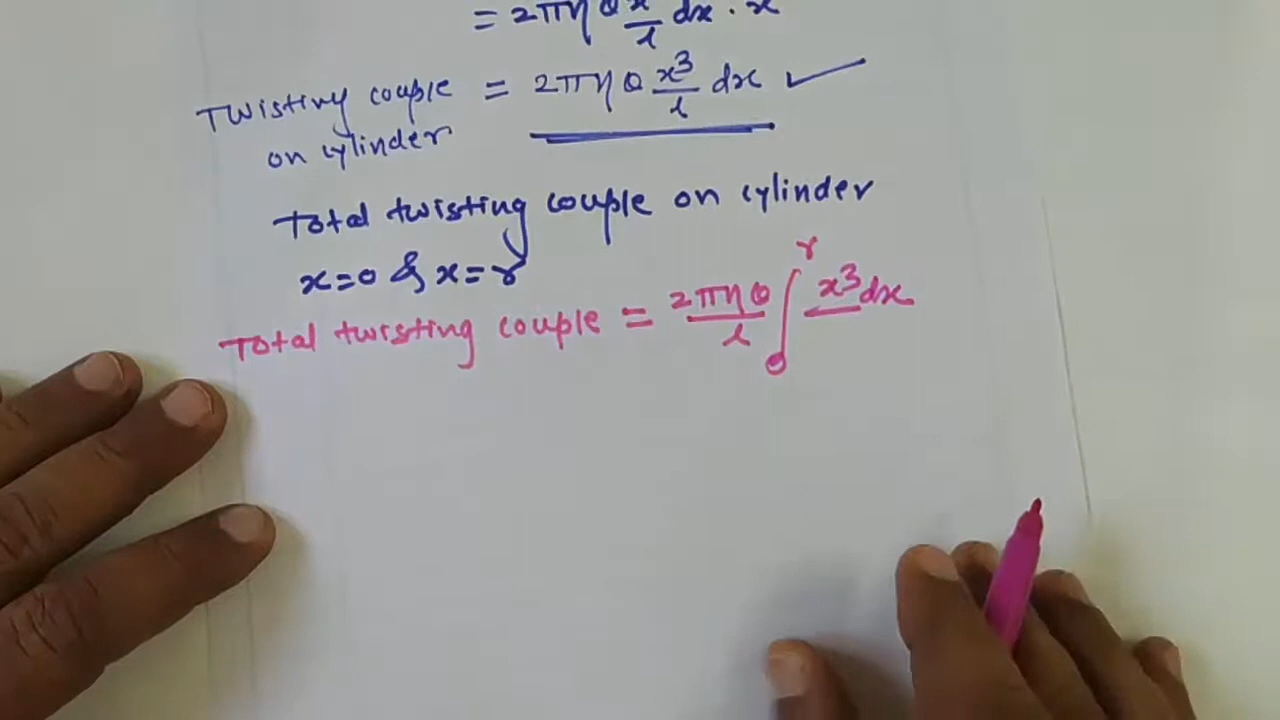 = 2πηθ x/l dx · x
Twisting couple = 2πηθ x³/l dx ✓
on cylinder
Total twisting couple on cylinder
x=0 & x=r
Total twisting couple = 2πηθ/l ∫₀ʳ x³dx